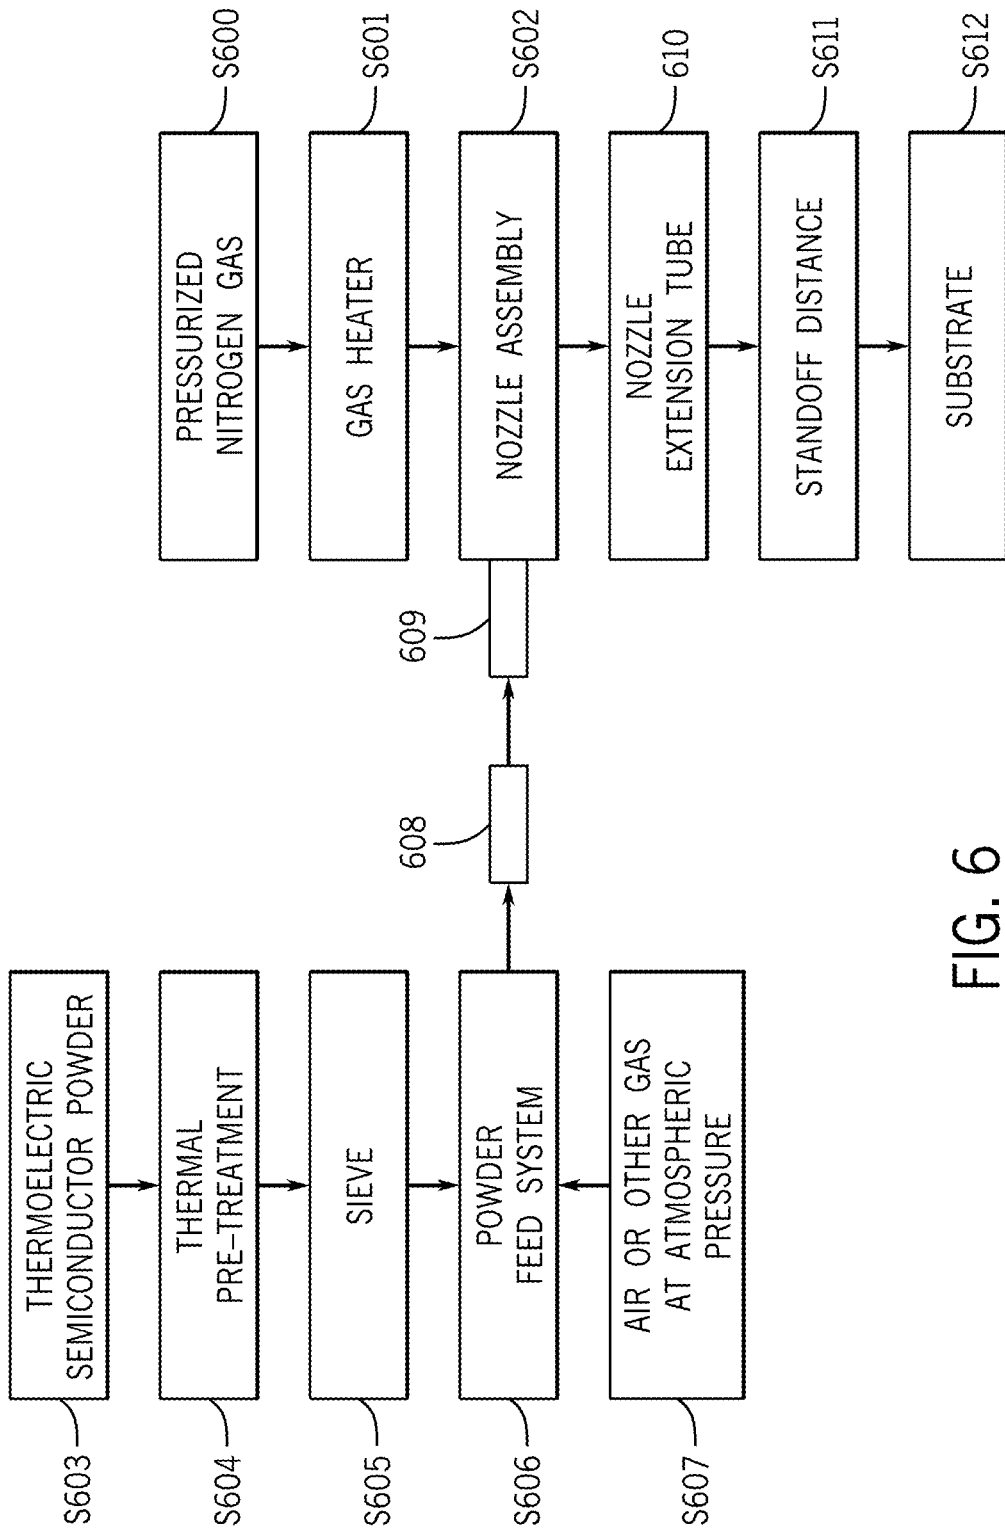 S603
THERMOELECTRIC
SEMICONDUCTOR POWDER
S604
THERMAL
PRE-TREATMENT
S605
SIEVE
S606
POWDER
FEED SYSTEM
S607
AIR OR OTHER GAS
AT ATMOSPHERIC
PRESSURE
608
609
PRESSURIZED
NITROGEN GAS
S600
GAS HEATER
S601
NOZZLE ASSEMBLY
S602
NOZZLE
EXTENSION TUBE
610
STANDOFF DISTANCE
S611
SUBSTRATE
S612
FIG. 6